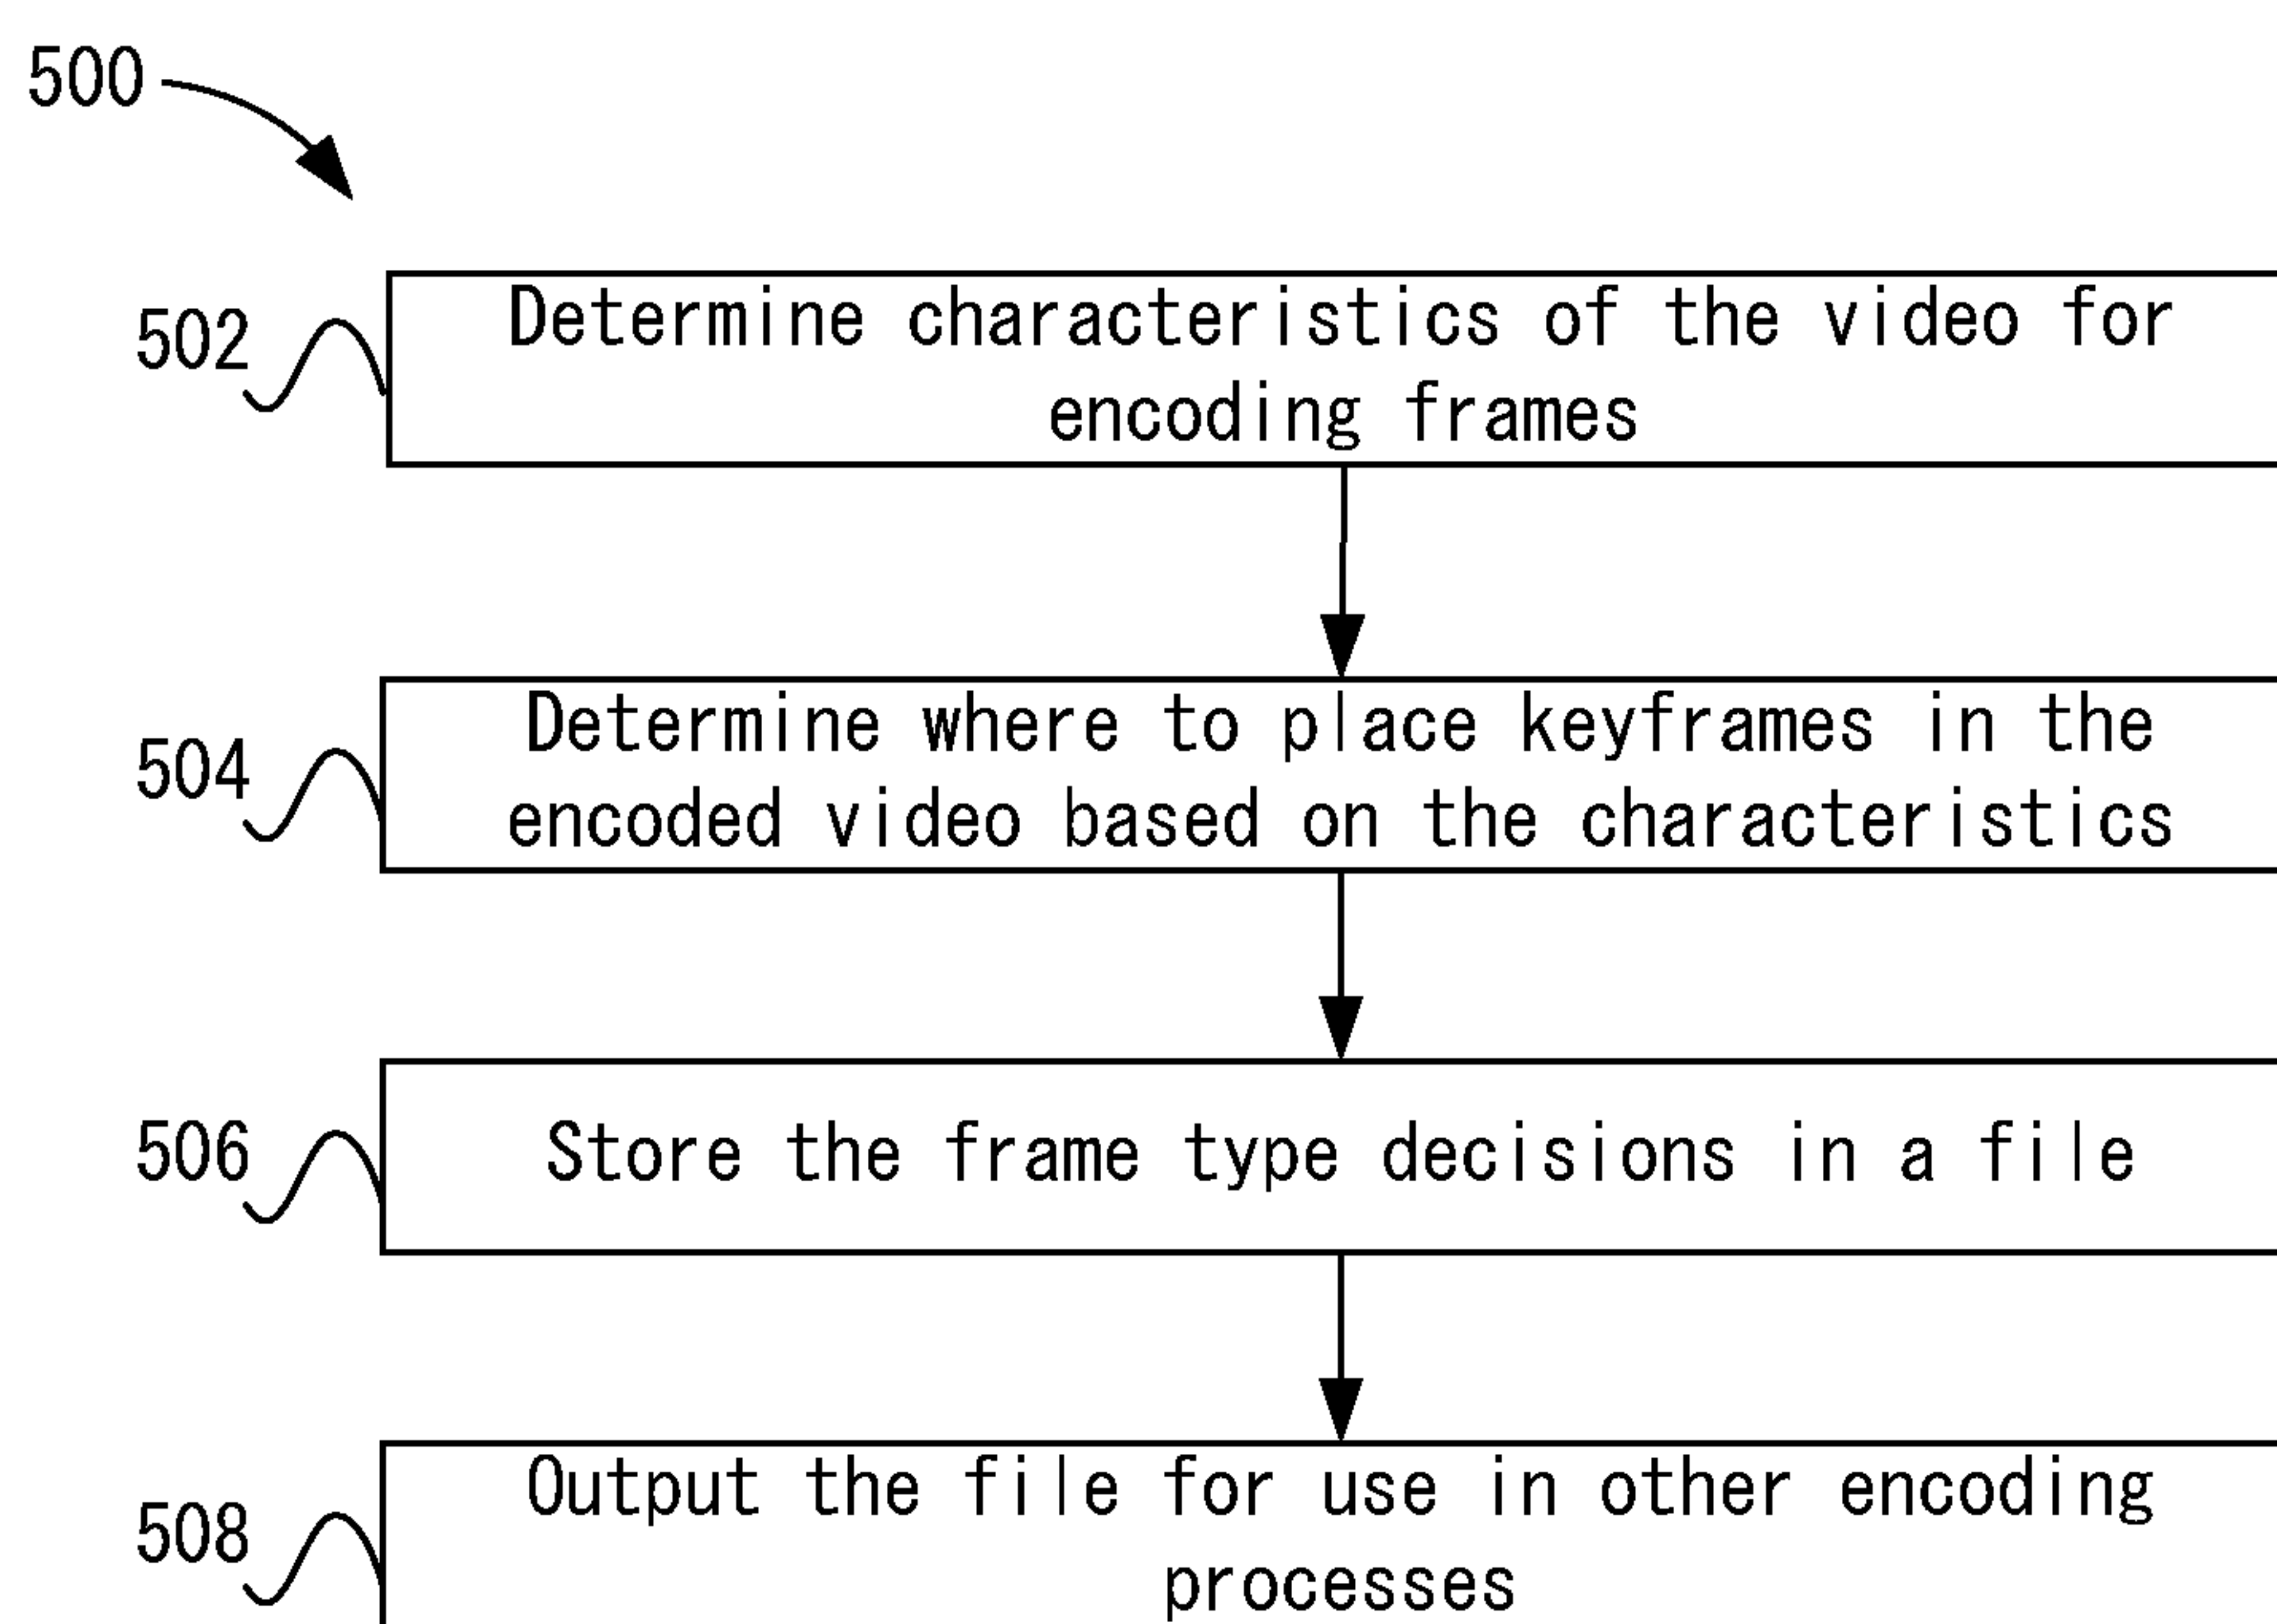 500
502
Determine characteristics of the video for
encoding frames
504
Determine where to place keyframes in the
encoded video based on the characteristics
506
Store the frame type decisions in a file
508
Output the file for use in other encoding
processes